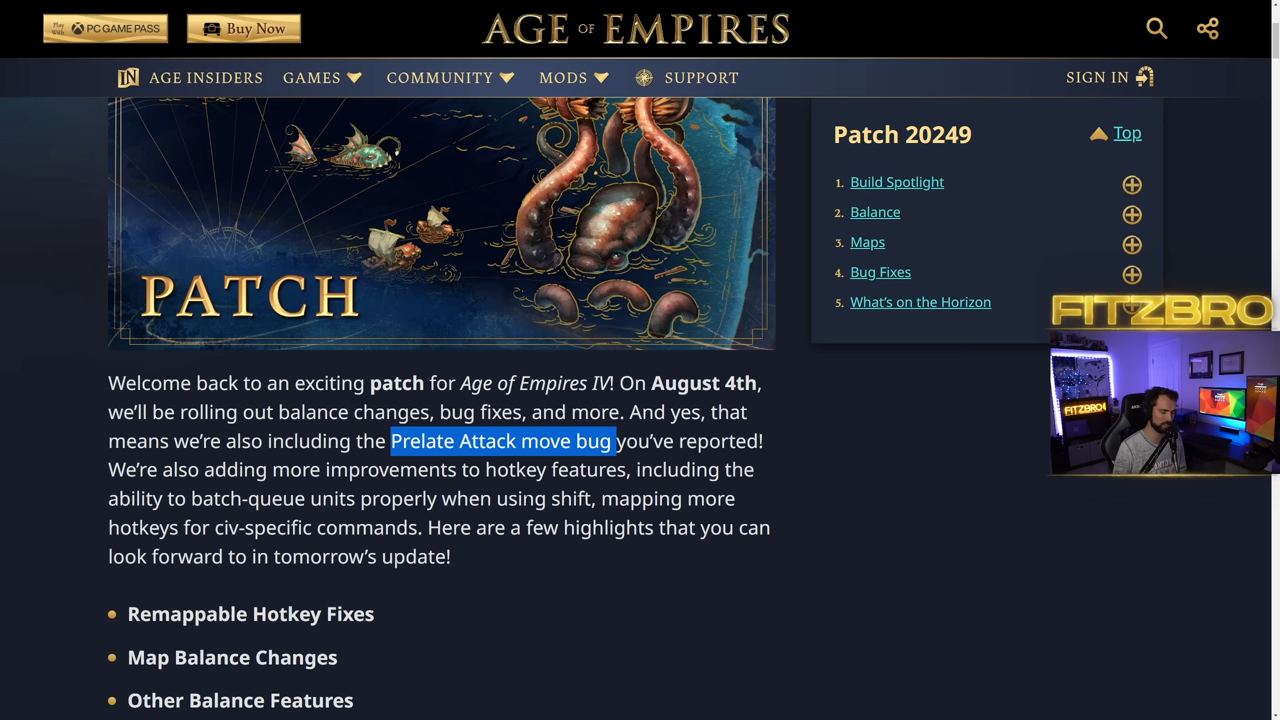 Play With XBOX PC GAME PASS
Buy Now
AGE OF EMPIRES
IN AGE INSIDERS
GAMES
COMMUNITY
MODS
SUPPORT
SIGN IN
PATCH
Patch 20249
Top
1. Build Spotlight
2. Balance
3. Maps
4. Bug Fixes
5. What’s on the Horizon
FITZBRO
FITZBRO
Welcome back to an exciting patch for Age of Empires IV! On August 4th,
we’ll be rolling out balance changes, bug fixes, and more. And yes, that
means we’re also including the Prelate Attack move bug you’ve reported!
We’re also adding more improvements to hotkey features, including the
ability to batch-queue units properly when using shift, mapping more
hotkeys for civ-specific commands. Here are a few highlights that you can
look forward to in tomorrow’s update!
Remappable Hotkey Fixes
Map Balance Changes
Other Balance Features